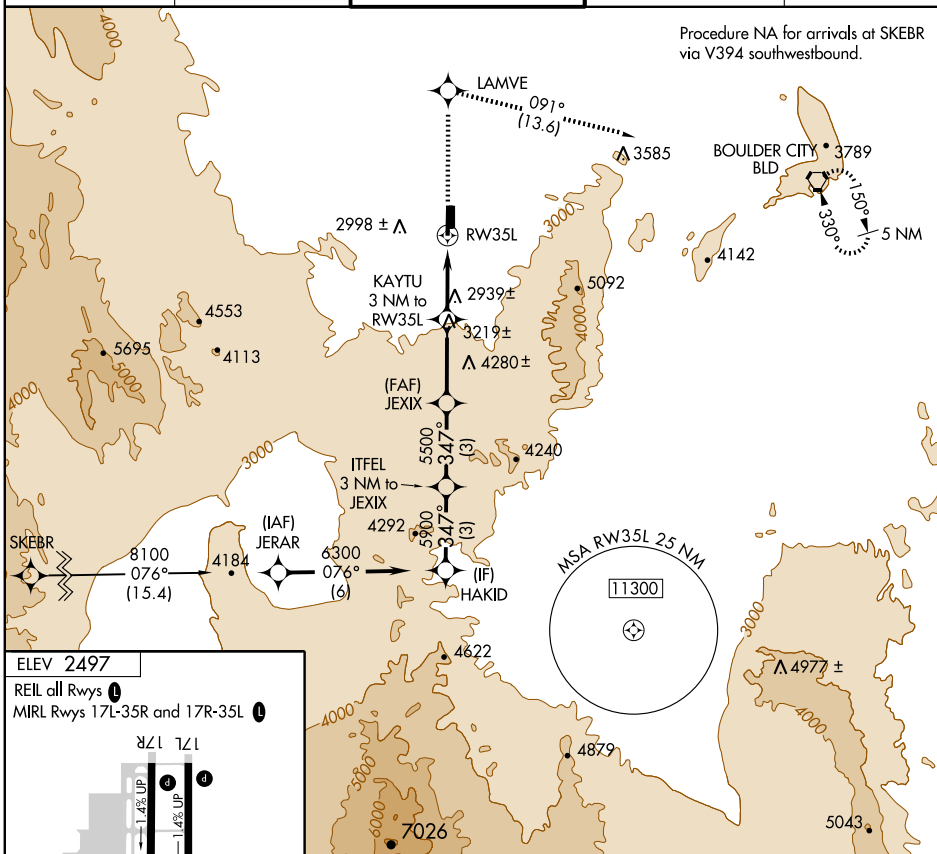 4000
Procedure NA for arrivals at SKEBR
via V394 southwestbound.
LAMVE
091°
(13.6)
3585
BOULDER CITY
BLD
3789
150°
330°
5 NM
3000
2998 ±
RW35L
4142
KAYTU
3 NM to
RW35L
2939±
3219±
5092
4000
4553
5695
4113
5000
4280 ±
4000
(FAF)
JEXIX
5500
347°
(3)
4240
3000
ITFEL
3 NM to
JEXIX
4292
5900
347°
(3)
SKEBR
8100
076°
(15.4)
4184
(IAF)
JERAR
6300
076°
(6)
(IF)
HAKID
MSA RW35L 25 NM
11300
3000
ELEV 2497
REIL all Rwys L
MIRL Rwys 17L-35R and 17R-35L L
17R
17L
P
P
1.4% UP
1.4% UP
4622
4000
4977 ±
4000
4879
5000
6000
7026
5043